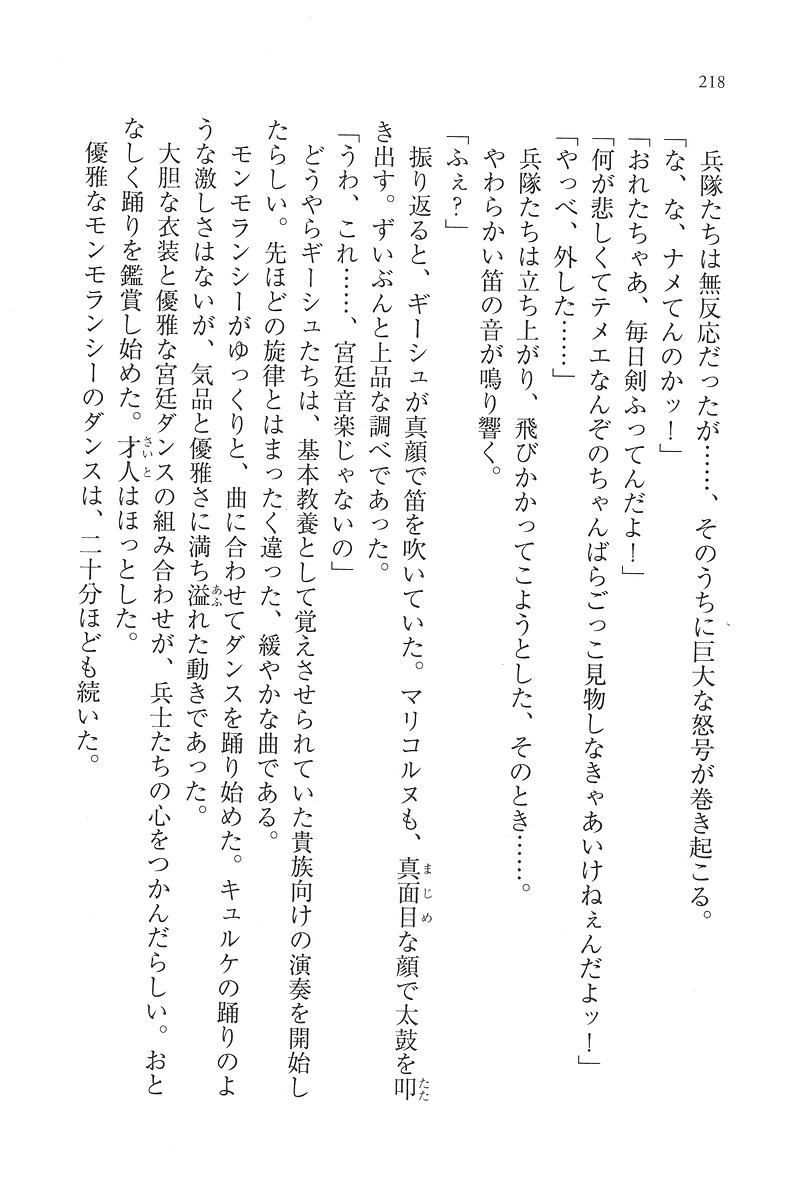 218
兵隊たちは無反応だったが……、そのうちに巨大な怒号が巻き起こる。
「な、な、ナメてんのかッ！」
「おれたちゃあ、毎日剣ふってんだよ！」
「何が悲しくてテメエなんぞのちゃんばらごっこ見物しなきゃあいけねぇんだよッ！」
「やっべ、外した……」
兵隊たちは立ち上がり、飛びかかってこようとした、そのとき……。
やわらかい笛の音が鳴り響く。
「ふぇ？」
振り返ると、ギーシュが真顔で笛を吹いていた。マリコルヌも、真面目な顔で太鼓を叩
き出す。ずいぶんと上品な調べであった。
「うわ、これ……、宮廷音楽じゃないの」
どうやらギーシュたちは、基本教養として覚えさせられていた貴族向けの演奏を開始し
たらしい。先ほどの旋律とはまったく違った、緩やかな曲である。
モンモランシーがゆっくりと、曲に合わせてダンスを踊り始めた。キュルケの踊りのよ
うな激しさはないが、気品と優雅さに満ち溢れた動きであった。
大胆な衣装と優雅な宮廷ダンスの組み合わせが、兵士たちの心をつかんだらしい。おと
なしく踊りを鑑賞し始めた。才人はほっとした。
優雅なモンモランシーのダンスは、二十分ほども続いた。